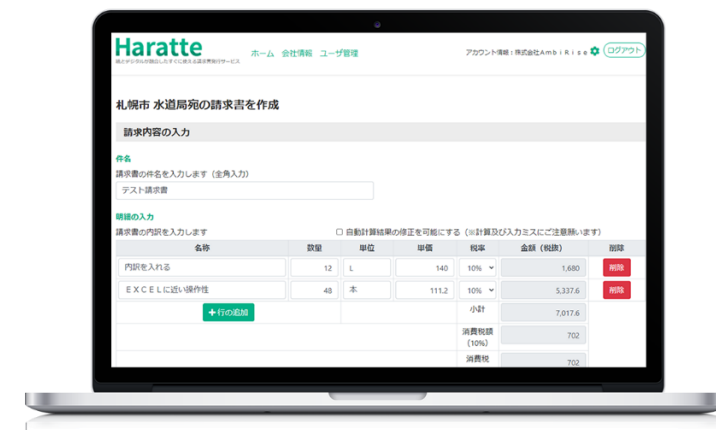 Haratte
紙とデジタルが融合したすぐに使える請求書発行サービス
ホーム 会社情報 ユーザ管理
アカウント情報：株式会社ＡｍｂｉＲｉｓｅ
ログアウト
札幌市 水道局宛の請求書を作成
請求内容の入力
件名
請求書の件名を入力します（全角入力）
テスト請求書
明細の入力
請求書の内訳を入力します
自動計算結果の修正を可能にする（※計算及び入力ミスにご注意願います）
名称 数量 単位 単価 税率 金額（税抜） 削除
内訳を入れる 12 L 140 10% 1,680 削除
ＥＸＣＥＬに近い操作性 48 本 111.2 10% 5,337.6 削除
+行の追加 小計 7,017.6
消費税額
(10%) 702
消費税 702